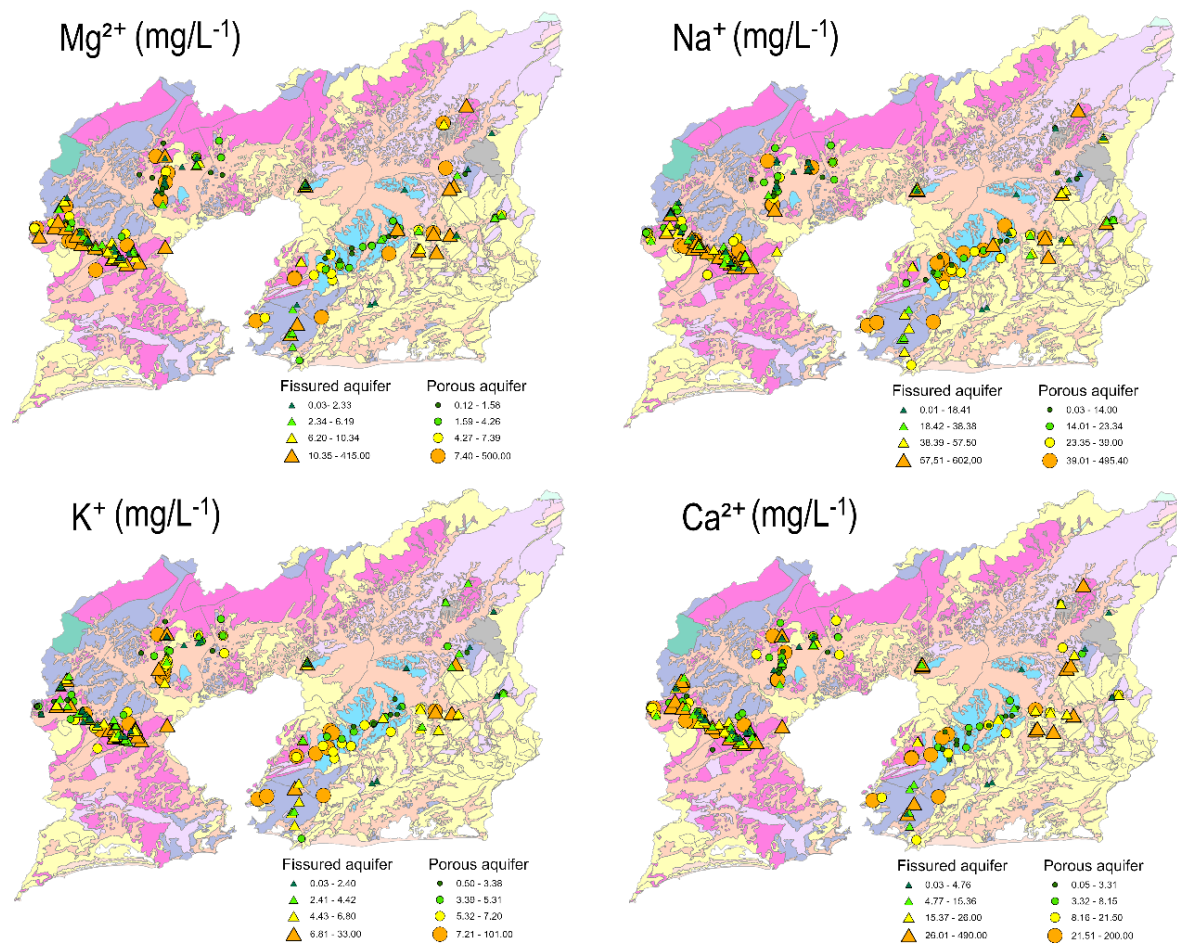 Mg²⁺ (mg/L⁻¹)
Na⁺ (mg/L⁻¹)
Fissured aquifer Porous aquifer
0.03- 2.33 0.12 - 1.58
2.34 - 6.19 1.59 - 4.26
6.20 - 10.34 4.27 - 7.39
10.35 - 415.00 7.40 - 500.00
Fissured aquifer Porous aquifer
0.01 - 18.41 0.03 - 14.00
18.42 - 38.38 14.01 - 23.34
38.39 - 57.50 23.35 - 39.00
57,51 - 602,00 39.01 - 495.40
K⁺ (mg/L⁻¹)
Ca²⁺ (mg/L⁻¹)
Fissured aquifer Porous aquifer
0.03 - 2.40 0.50 - 3.38
2.41 - 4.42 3.39 - 5.31
4.43 - 6.80 5.32 - 7.20
6.81 - 33.00 7.21 - 101.00
Fissured aquifer Porous aquifer
0.03 - 4.76 0.05 - 3.31
4.77 - 15.36 3.32 - 8.15
15.37 - 26.00 8.16 - 21.50
26.01 - 490.00 21.51 - 200.00